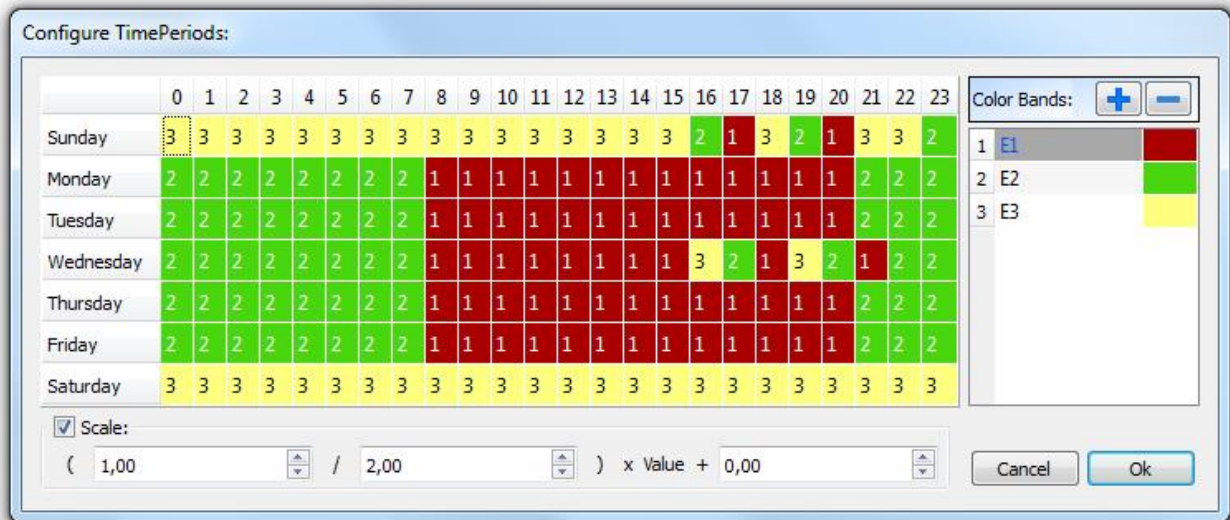 Configure TimePeriods:
0 1 2 3 4 5 6 7 8 9 10 11 12 13 14 15 16 17 18 19 20 21 22 23
Sunday 3 3 3 3 3 3 3 3 3 3 3 3 3 3 3 3 2 1 3 2 1 3 3 2
Monday 2 2 2 2 2 2 2 2 1 1 1 1 1 1 1 1 1 1 1 1 1 2 2 2
Tuesday 2 2 2 2 2 2 2 2 1 1 1 1 1 1 1 1 1 1 1 1 1 2 2 2
Wednesday 2 2 2 2 2 2 2 2 1 1 1 1 1 1 1 1 3 2 1 3 2 1 2 2
Thursday 2 2 2 2 2 2 2 2 1 1 1 1 1 1 1 1 1 1 1 1 1 2 2 2
Friday 2 2 2 2 2 2 2 2 1 1 1 1 1 1 1 1 1 1 1 1 1 2 2 2
Saturday 3 3 3 3 3 3 3 3 3 3 3 3 3 3 3 3 3 3 3 3 3 3 3 3
Color Bands:
1 E1
2 E2
3 E3
Scale:
( 1,00 / 2,00 ) x Value + 0,00
Cancel Ok